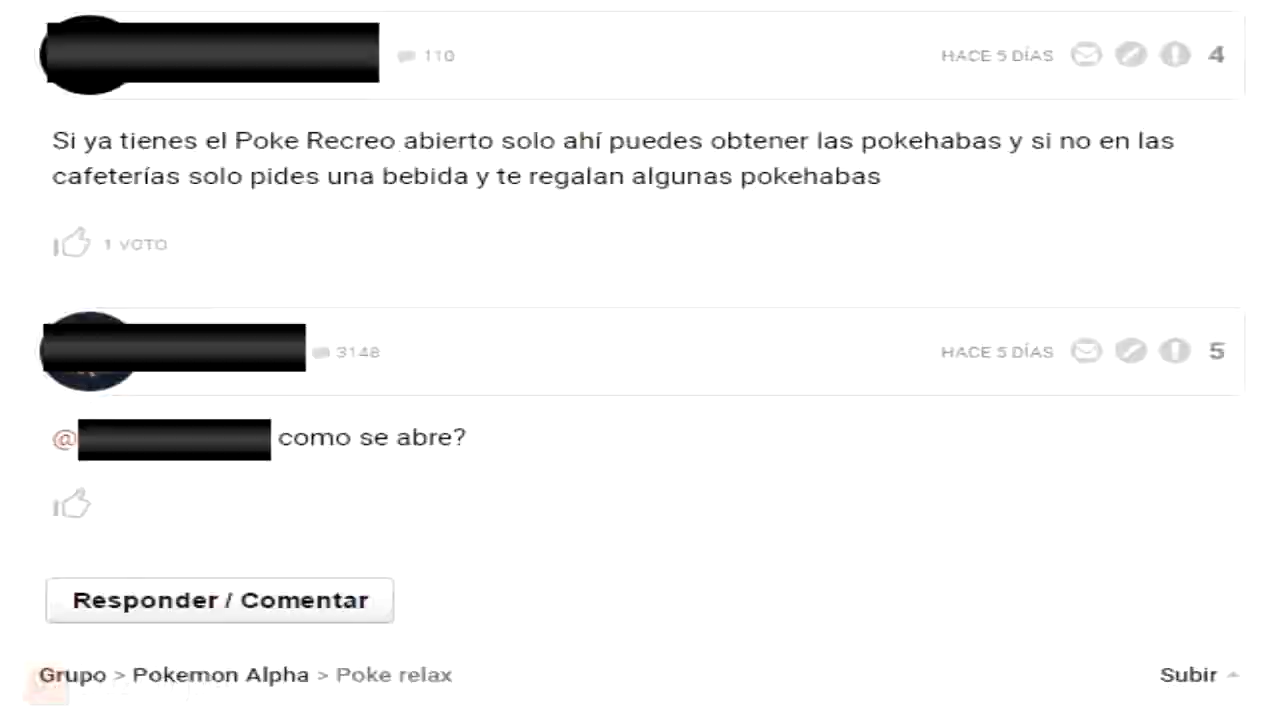 110 HACE 5 DÍAS 4
Si ya tienes el Poke Recreo abierto solo ahí puedes obtener las pokehabas y si no en las
cafeterías solo pides una bebida y te regalan algunas pokehabas
1 VOTO
3148 HACE 5 DÍAS 5
@ como se abre?
Responder / Comentar
Grupo > Pokemon Alpha > Poke relax Subir